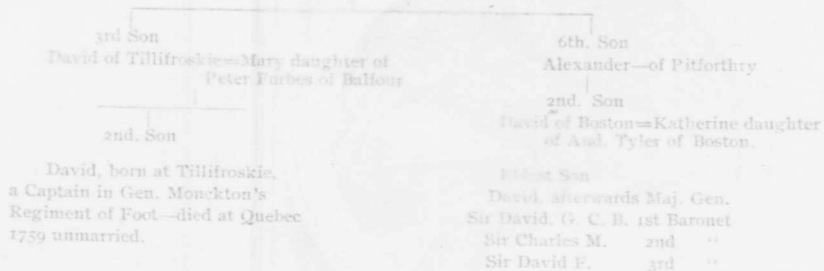 3rd Son
David of Tillifroskie=Mary daughter of
Peter Forbes of Balfour
2nd. Son
David, born at Tillifroskie,
a Captain in Gen. Monckton's
Regiment of Foot—died at Quebec
1759 unmarried.
6th. Son
Alexander—of Pitforthry
2nd. Son
David of Boston=Katherine daughter
of And. Tyler of Boston.
Eldest Son
David, afterwards Maj. Gen.
Sir David, G. C. B. 1st Baronet
Sir Charles M. 2nd "
Sir David F. 3rd "